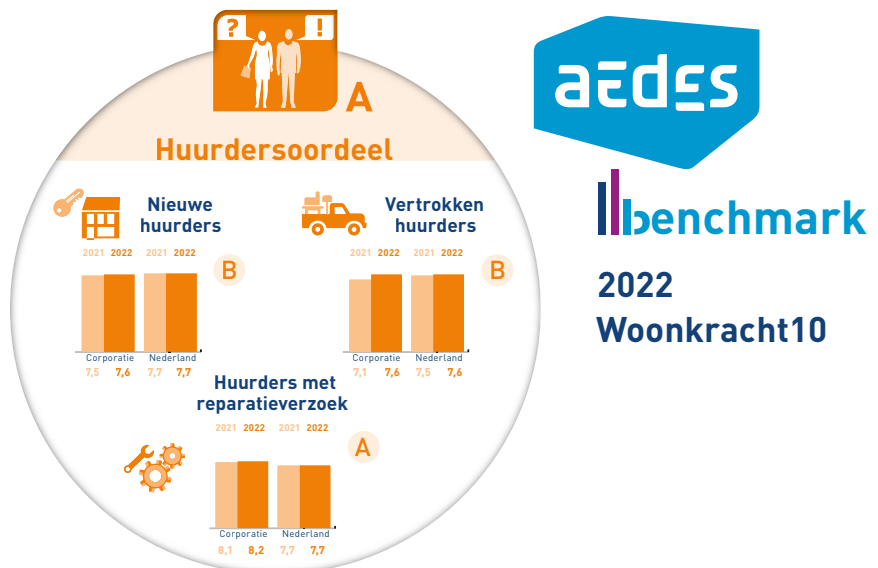 ? !
A
Huurdersoordeel
Nieuwe
huurders
2021 2022 2021 2022
B
Corporatie Nederland
7,5 7,6 7,7 7,7
Vertrokken
huurders
2021 2022 2021 2022
B
Corporatie Nederland
7,1 7,6 7,5 7,6
Huurders met
reparatieverzoek
2021 2022 2021 2022
A
Corporatie Nederland
8,1 8,2 7,7 7,7
aedes
benchmark
2022
Woonkracht10